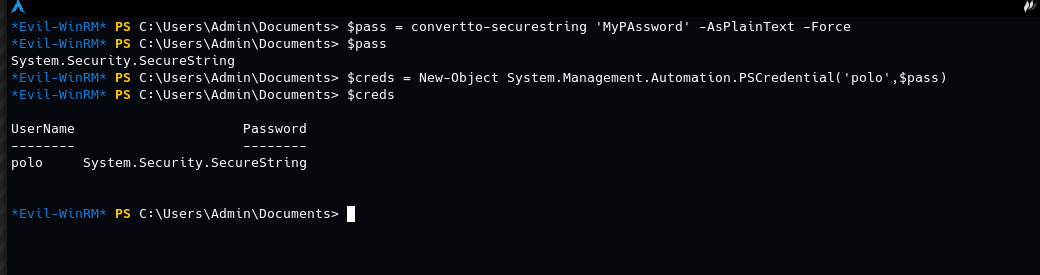 *Evil-WinRM* PS C:\Users\Admin\Documents> $pass = convertto-securestring 'MyPAssword' -AsPlainText -Force
*Evil-WinRM* PS C:\Users\Admin\Documents> $pass
System.Security.SecureString
*Evil-WinRM* PS C:\Users\Admin\Documents> $creds = New-Object System.Management.Automation.PSCredential('polo',$pass)
*Evil-WinRM* PS C:\Users\Admin\Documents> $creds
UserName                     Password
--------                     --------
polo     System.Security.SecureString
*Evil-WinRM* PS C:\Users\Admin\Documents>